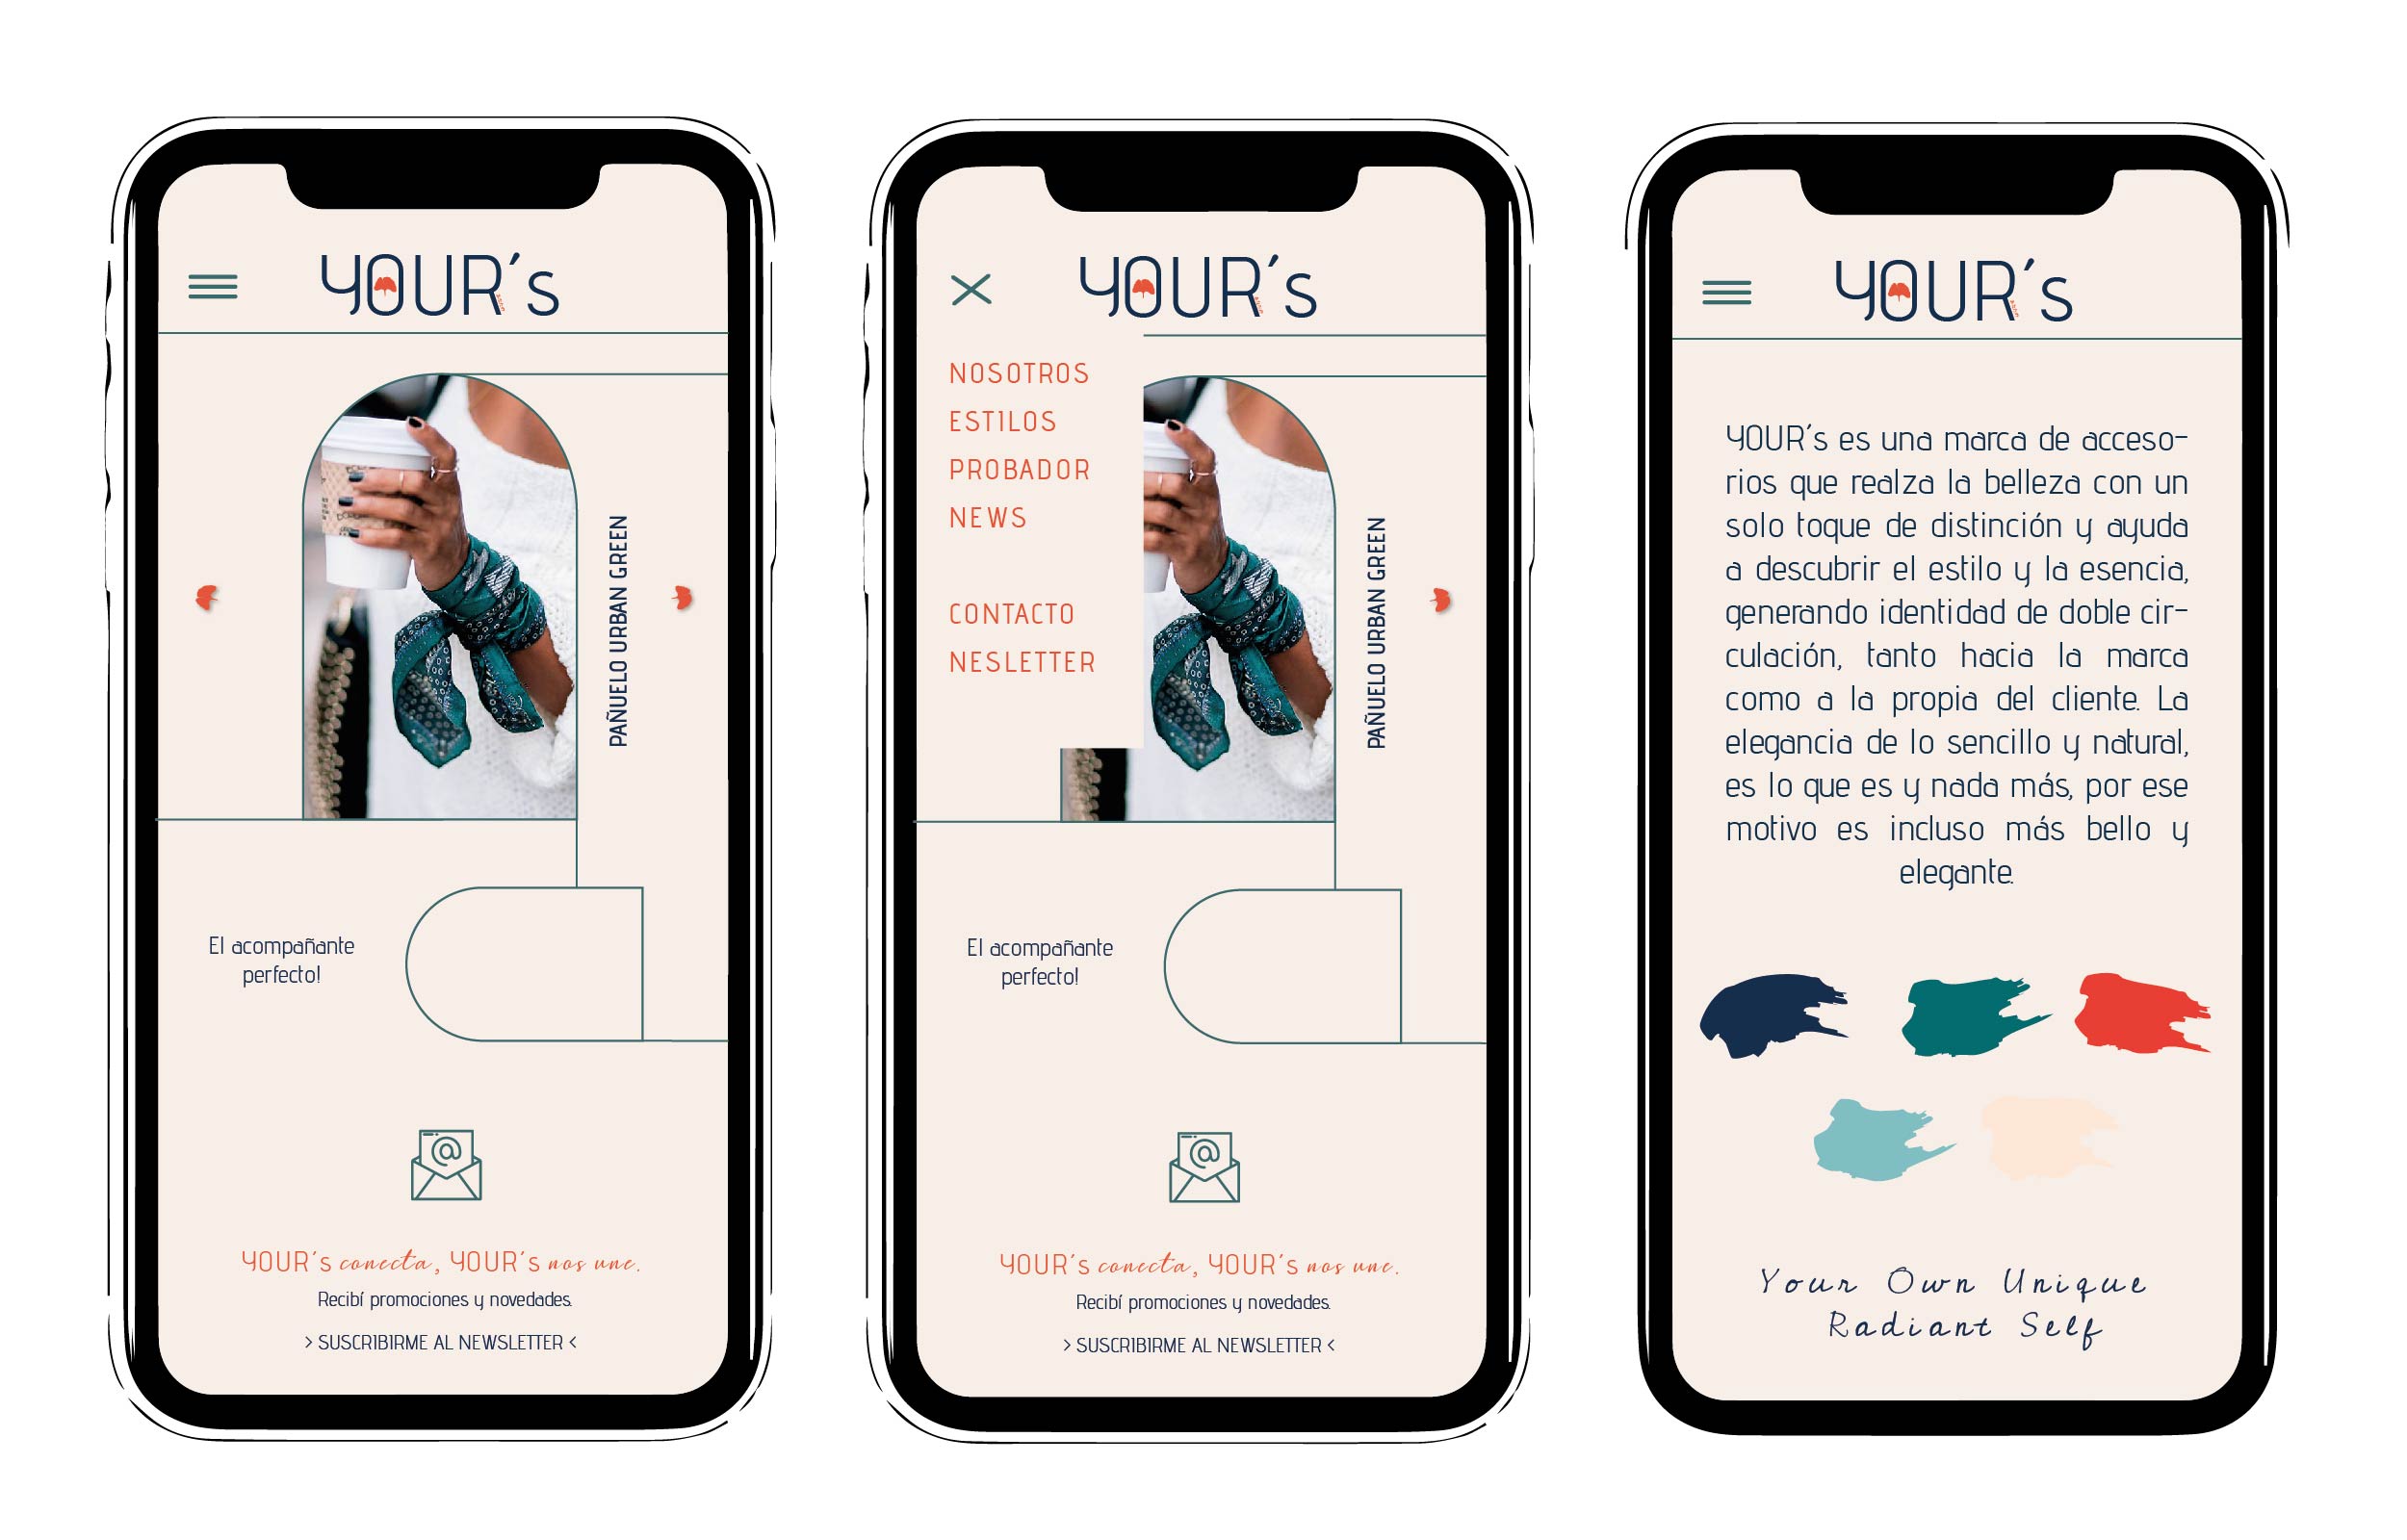 YOUR's
PAÑUELO URBAN GREEN
El acompañante
perfecto!
@
YOUR's conecta, YOUR's nos une.
Recibí promociones y novedades.
> SUSCRIBIRME AL NEWSLETTER <
YOUR's
NOSOTROS
ESTILOS
PROBADOR
NEWS
CONTACTO
NESLETTER
PAÑUELO URBAN GREEN
El acompañante
perfecto!
@
YOUR's conecta, YOUR's nos une.
Recibí promociones y novedades.
> SUSCRIBIRME AL NEWSLETTER <
YOUR's
YOUR's es una marca de acceso-
rios que realza la belleza con un
solo toque de distinción y ayuda
a descubrir el estilo y la esencia,
generando identidad de doble cir-
culación, tanto hacia la marca
como a la propia del cliente. La
elegancia de lo sencillo y natural,
es lo que es y nada más, por ese
motivo es incluso más bello y
elegante.
Your Own Unique
Radiant Self